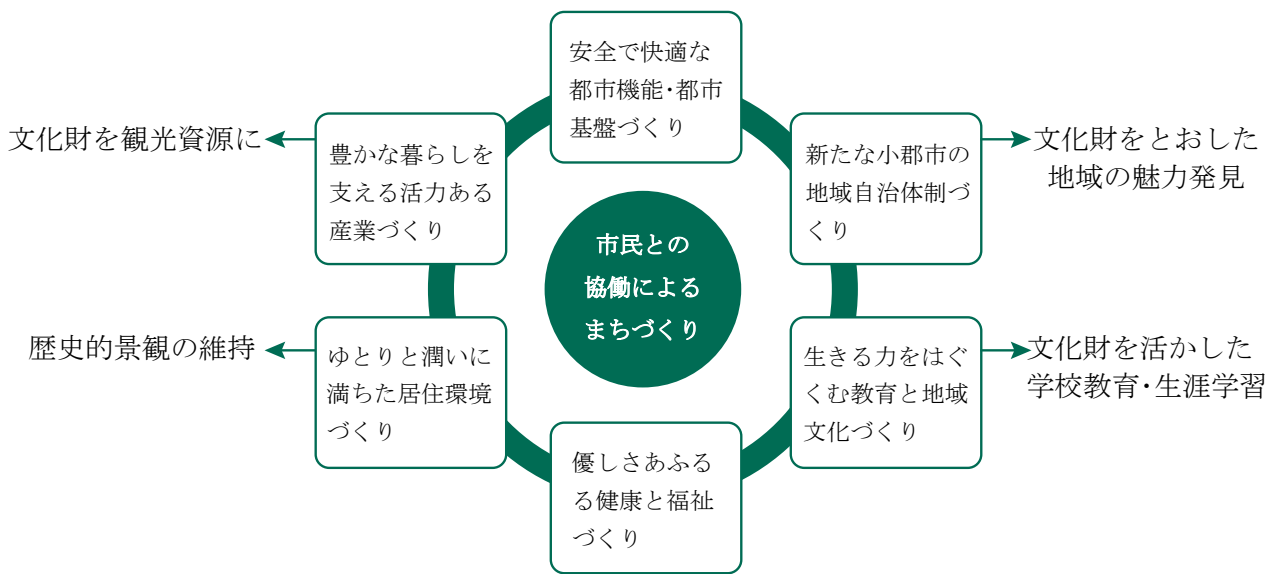 安全で快適な
都市機能・都市
基盤づくり
文化財を観光資源に
豊かな暮らしを
支える活力ある
産業づくり
新たな小郡市の
地域自治体制づ
くり
文化財をとおした
地域の魅力発見
市民との
協働による
まちづくり
歴史的景観の維持
ゆとりと潤いに
満ちた居住環境
づくり
生きる力をはぐ
くむ教育と地域
文化づくり
文化財を活かした
学校教育・生涯学習
優しさあふる
る健康と福祉
づくり